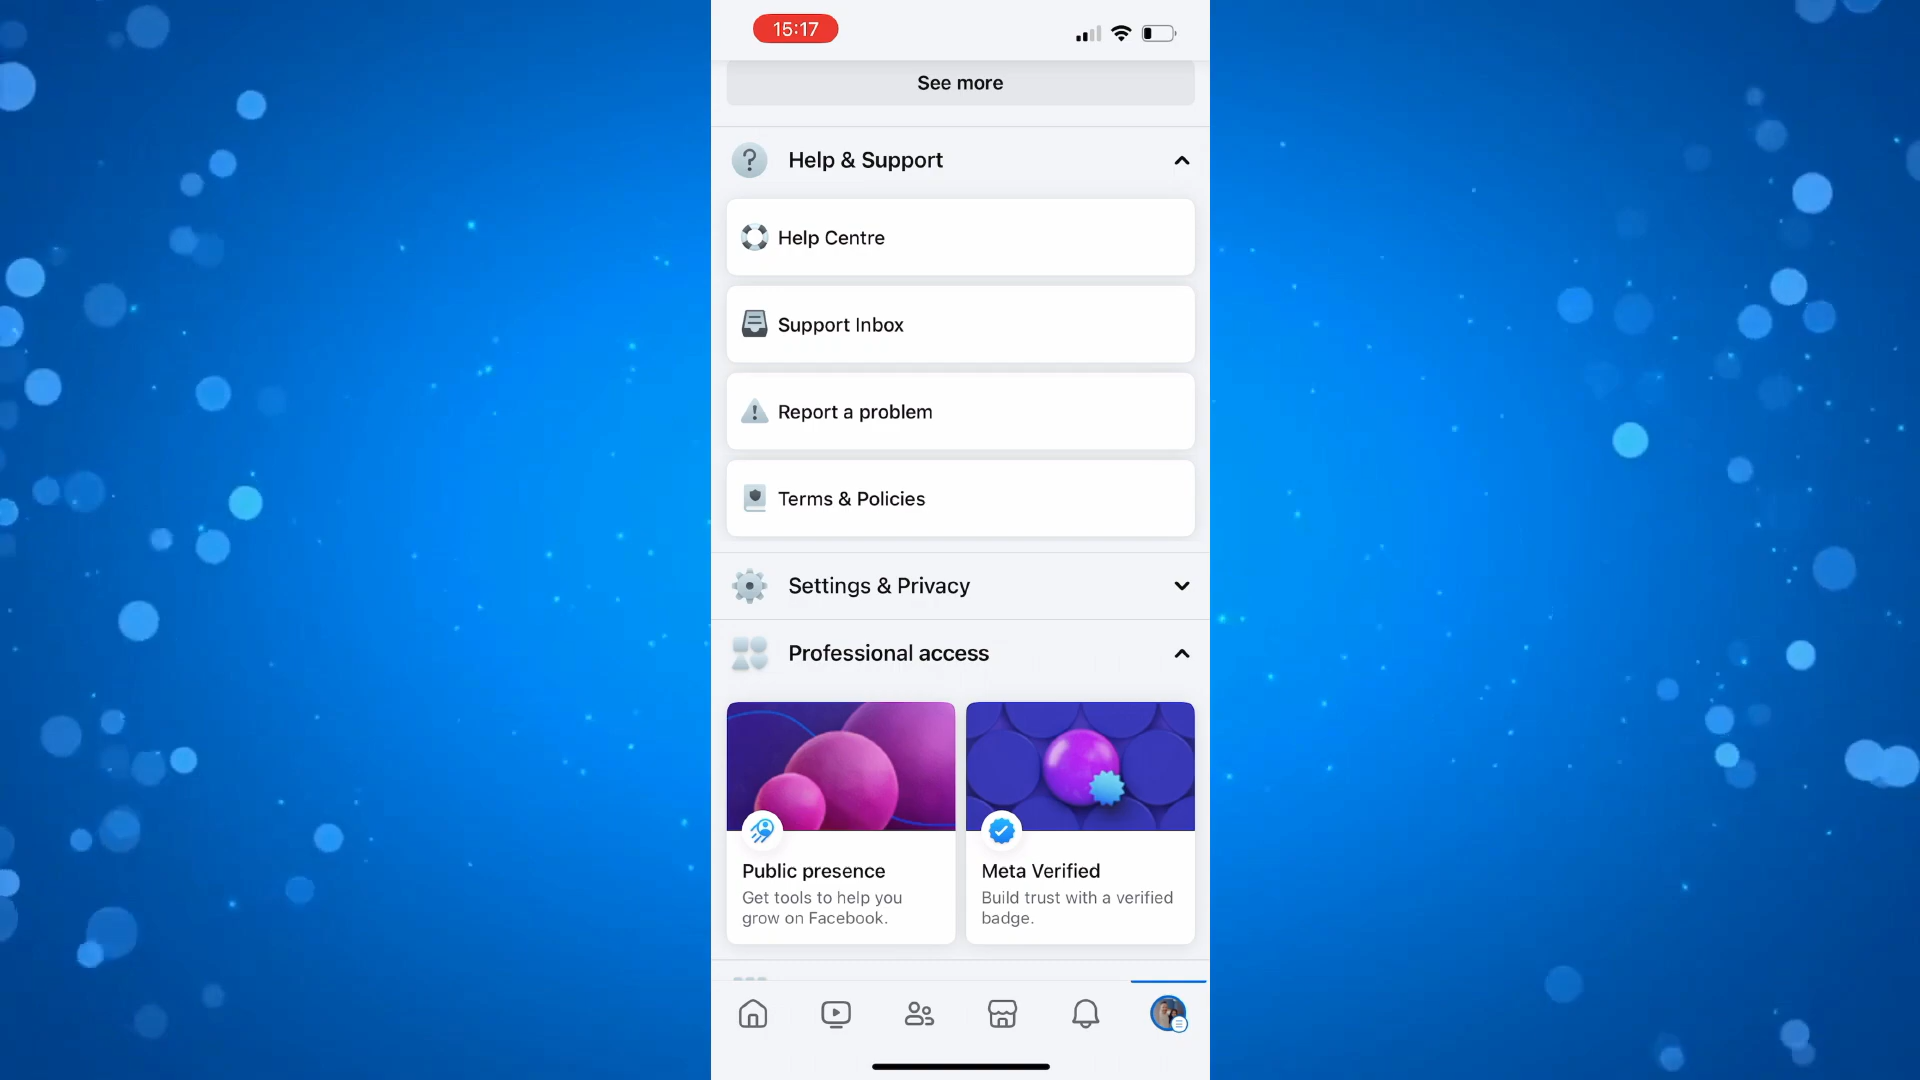 15:17
See more
Help & Support
Help Centre
Support Inbox
Report a problem
Terms & Policies
Settings & Privacy
Professional access
Public presence
Get tools to help you
grow on Facebook.
Meta Verified
Build trust with a verified
badge.